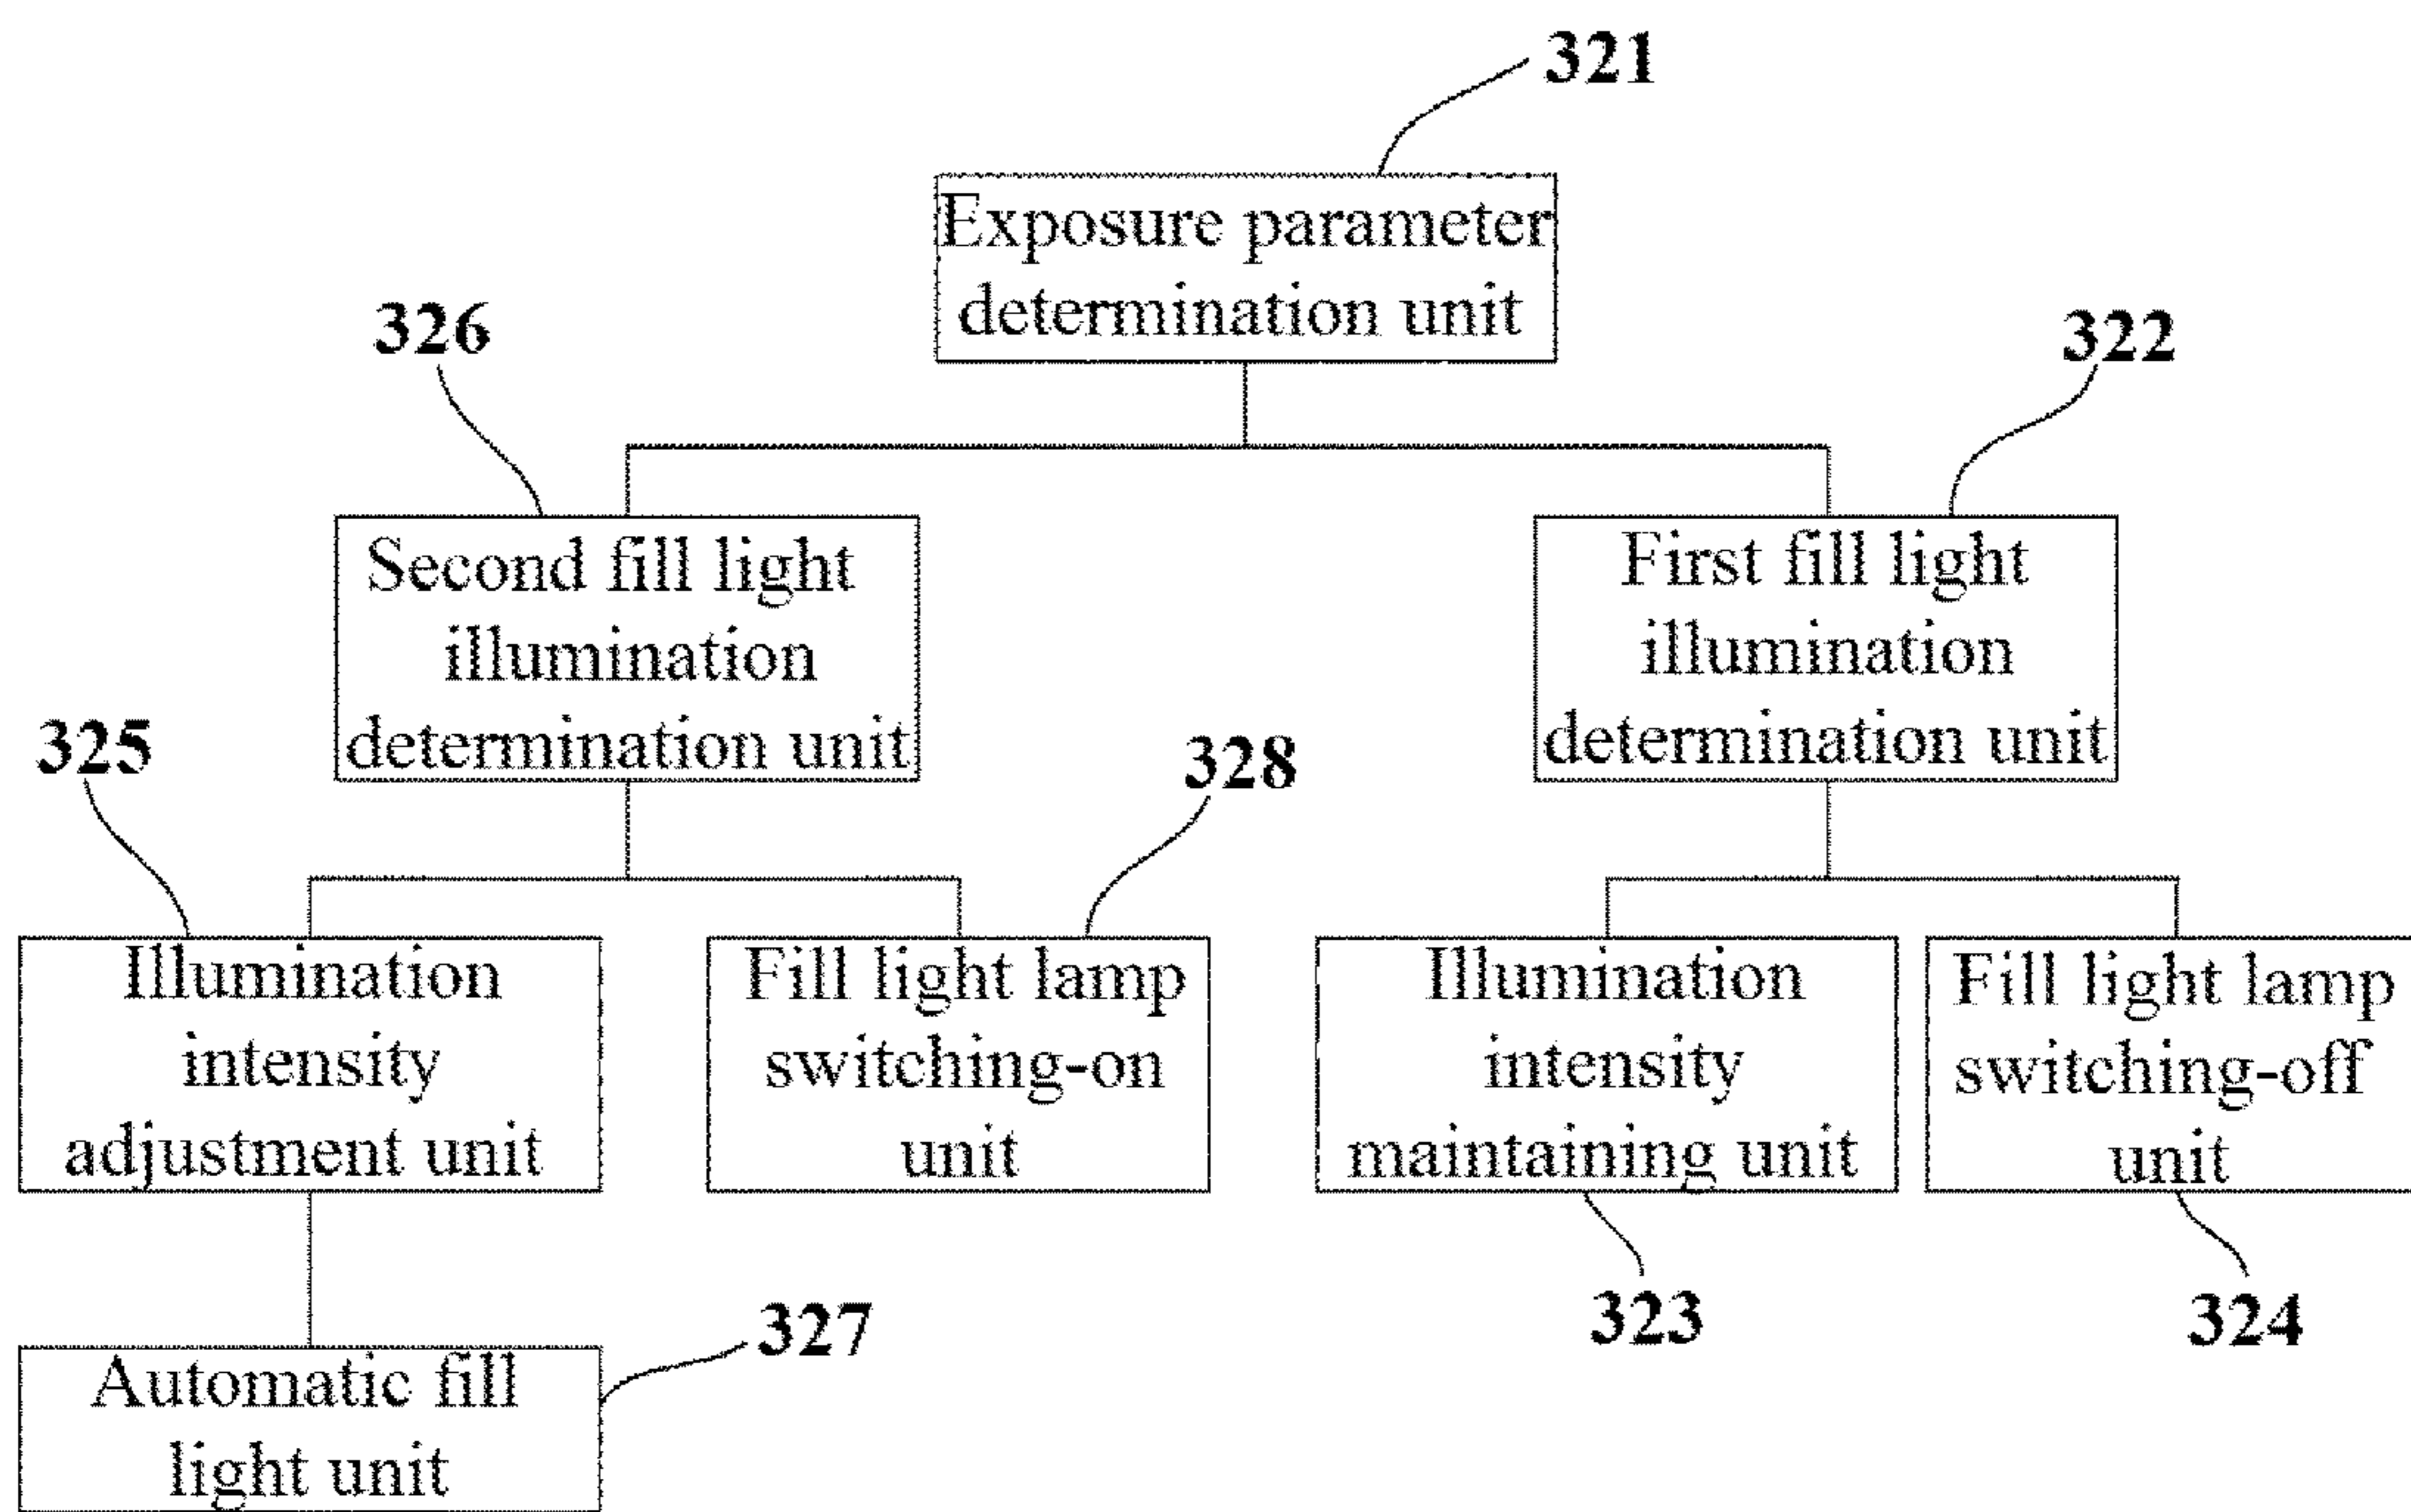 321
Exposure parameter
determination unit
326
322
Second fill light
illumination
determination unit
First fill light
illumination
determination unit
325
328
Illumination
intensity
adjustment unit
Fill light lamp
switching-on
unit
Illumination
intensity
maintaining unit
Fill light lamp
switching-off
unit
323
324
327
Automatic fill
light unit